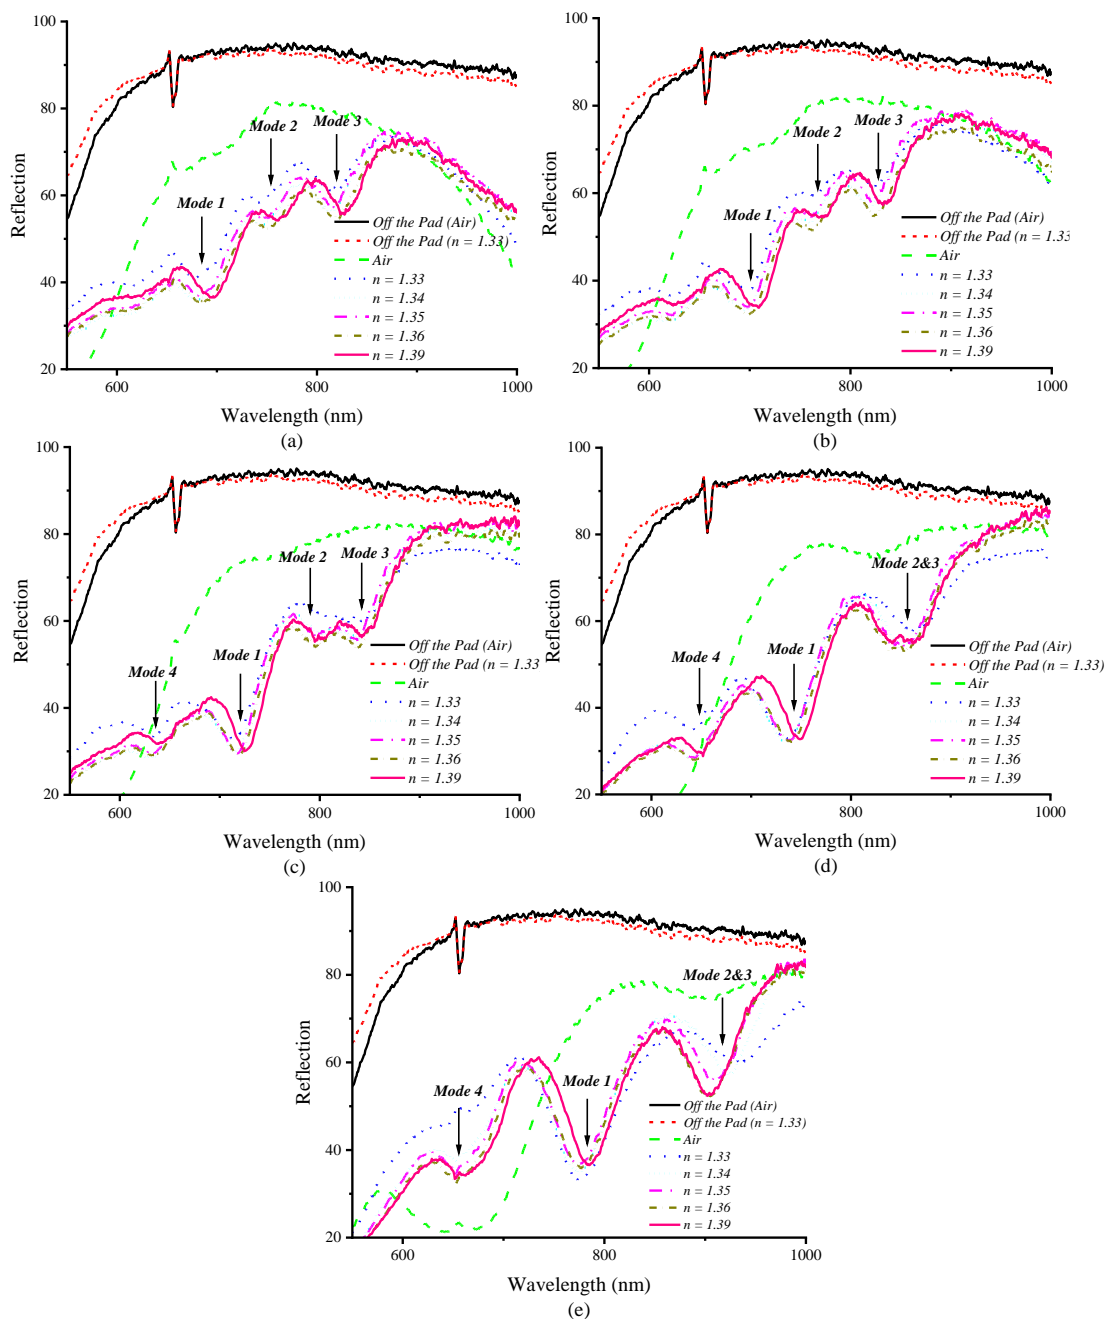 100
80
60
40
20
Reflection
Mode 1
Mode 2
Mode 3
Off the Pad (Air)
Off the Pad (n = 1.33)
Air
n = 1.33
n = 1.34
n = 1.35
n = 1.36
n = 1.39
600
800
1000
Wavelength (nm)
(a)
100
80
60
40
20
Reflection
Mode 1
Mode 2
Mode 3
Off the Pad (Air)
Off the Pad (n = 1.33
Air
n = 1.33
n = 1.34
n = 1.35
n = 1.36
n = 1.39
600
800
1000
Wavelength (nm)
(b)
100
80
60
40
20
Reflection
Mode 4
Mode 1
Mode 2
Mode 3
Off the Pad (Air)
Off the Pad (n = 1.33
Air
n = 1.33
n = 1.34
n = 1.35
n = 1.36
n = 1.39
600
800
1000
Wavelength (nm)
(c)
100
80
60
40
20
Reflection
Mode 4
Mode 1
Mode 2&3
Off the Pad (Air)
Off the Pad (n = 1.33)
Air
n = 1.33
n = 1.34
n = 1.35
n = 1.36
n = 1.39
600
800
1000
Wavelength (nm)
(d)
100
80
60
40
20
Reflection
Mode 4
Mode 1
Mode 2&3
Off the Pad (Air)
Off the Pad (n = 1.33)
Air
n = 1.33
n = 1.34
n = 1.35
n = 1.36
n = 1.39
600
800
1000
Wavelength (nm)
(e)